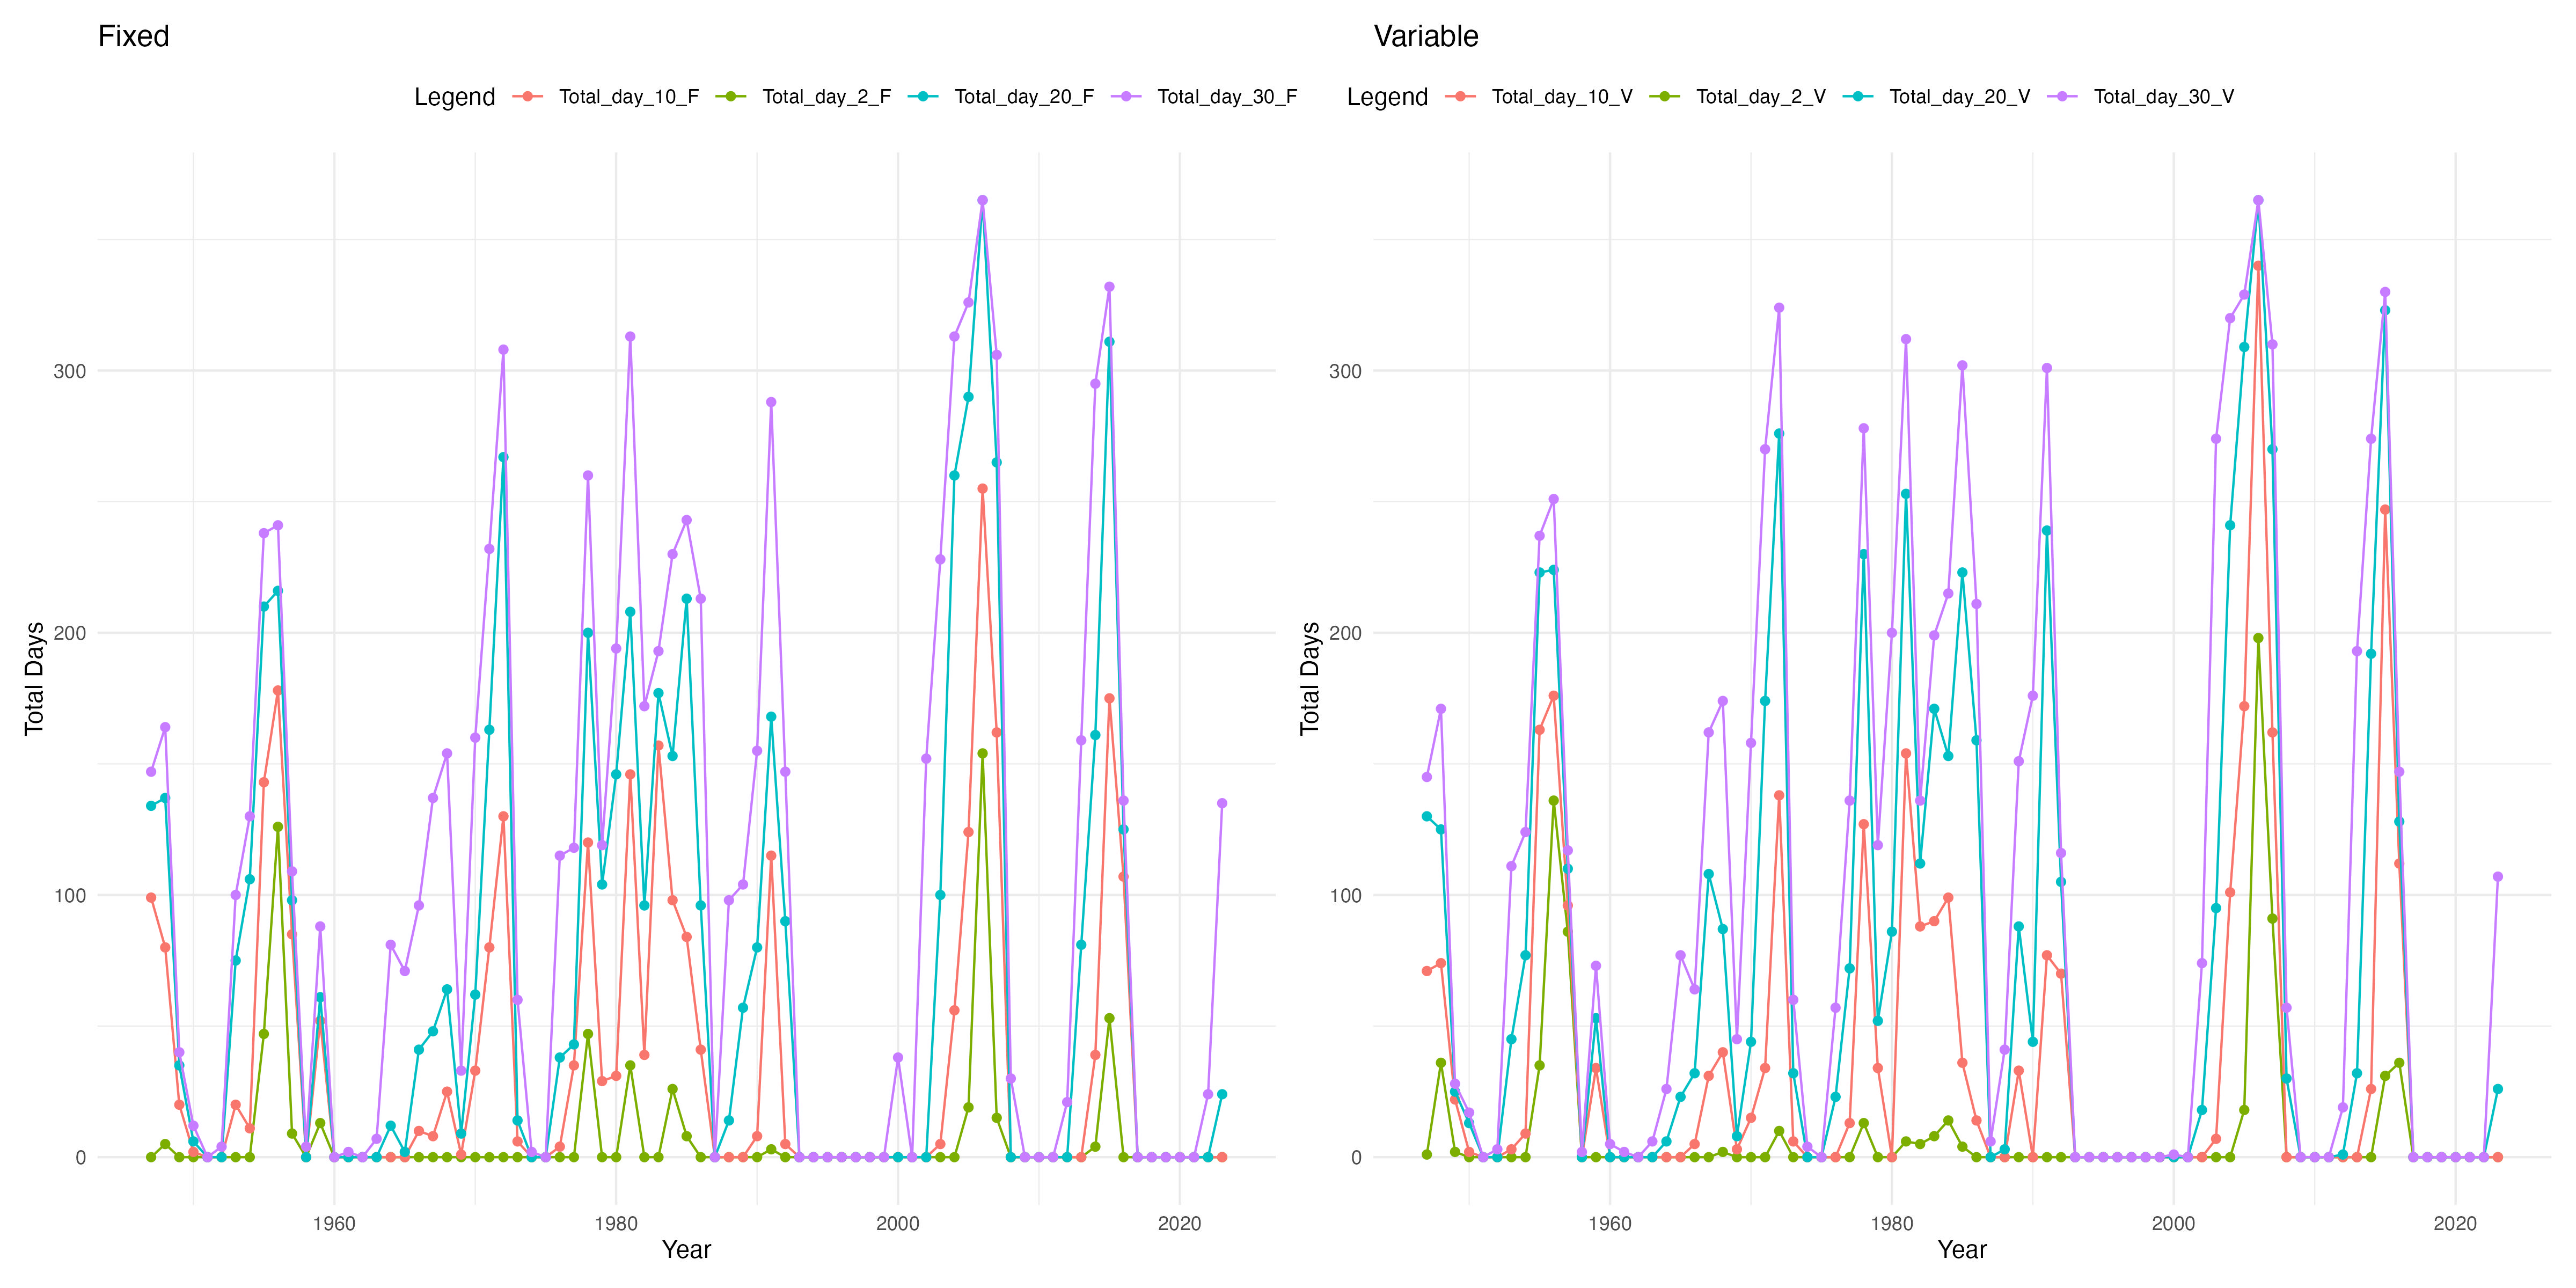 Fixed
Legend Total_day_10_F Total_day_2_F Total_day_20_F Total_day_30_F
Total Days
300
200
100
0
1960 1980 2000 2020
Year
Variable
Legend Total_day_10_V Total_day_2_V Total_day_20_V Total_day_30_V
Total Days
300
200
100
0
1960 1980 2000 2020
Year